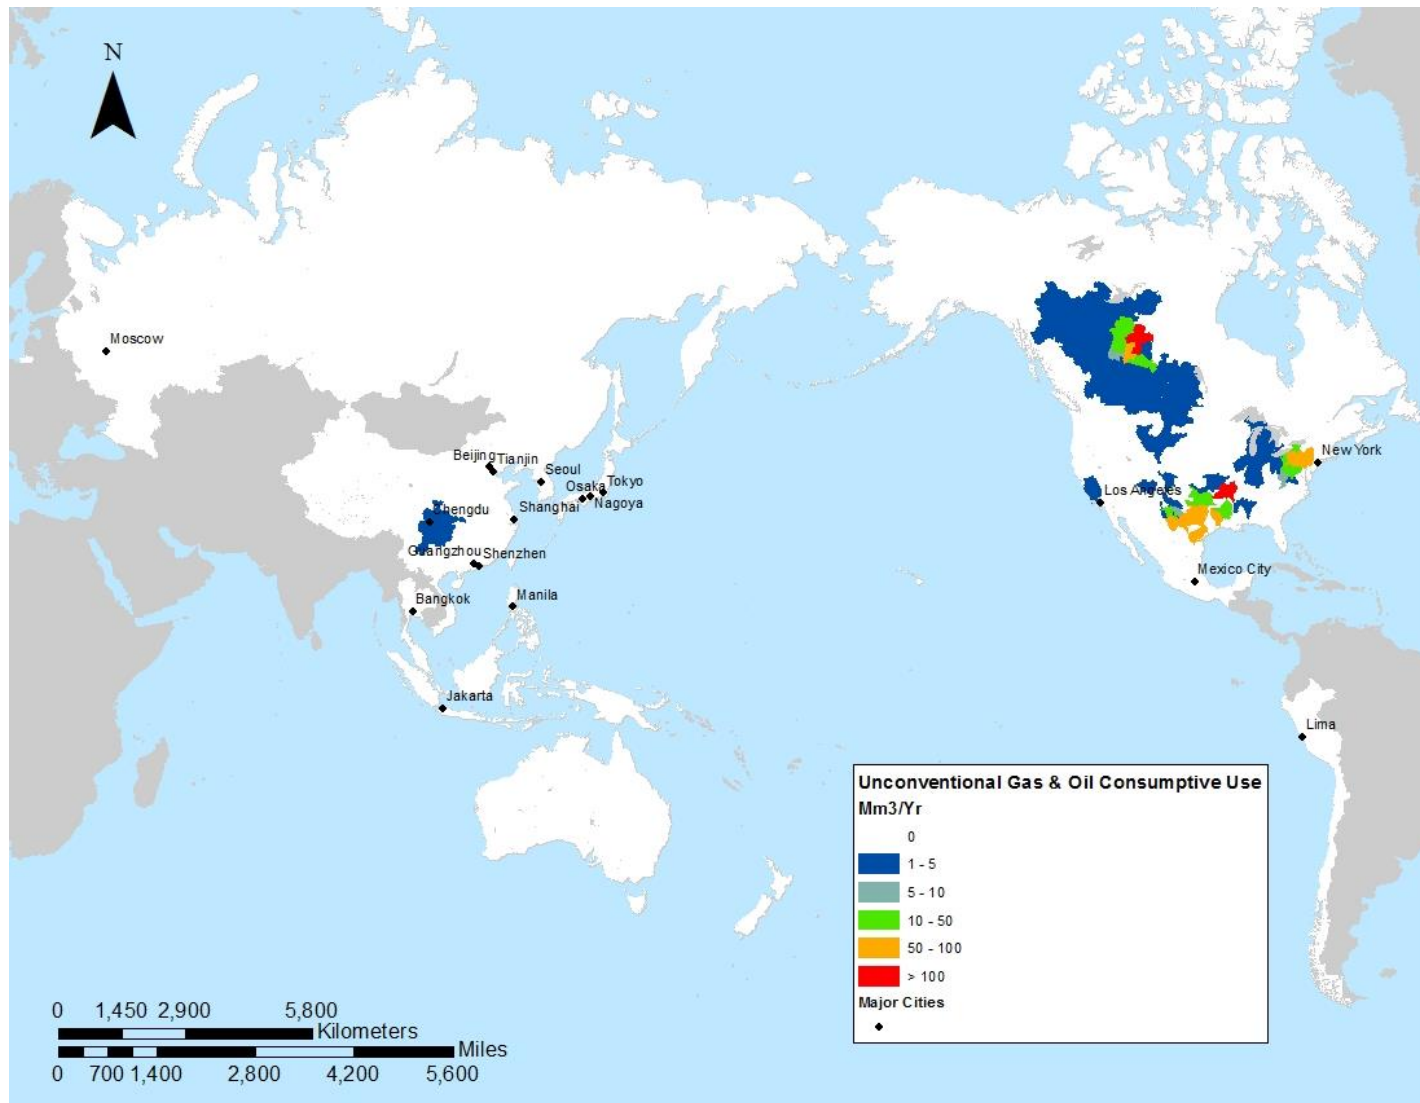 N
Moscow
Beijing
Tianjin
Seoul
Osaka
Tokyo
Nagoya
Shanghai
Chengdu
Guangzhou
Shenzhen
Bangkok
Manila
Jakarta
New York
Los Angeles
Mexico City
Lima
Unconventional Gas & Oil Consumptive Use
Mm3/Yr
0
1 - 5
5 - 10
10 - 50
50 - 100
> 100
Major Cities
0 1,450 2,900 5,800
Kilometers
Miles
0 700 1,400 2,800 4,200 5,600